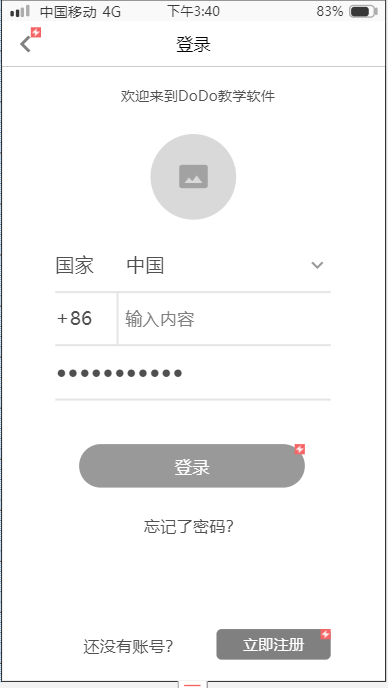 中国移动 4G 下午3:40 83%
登录
欢迎来到DoDo教学软件
国家 中国
+86 输入内容
●●●●●●●●●●●
登录
忘记了密码?
还没有账号? 立即注册